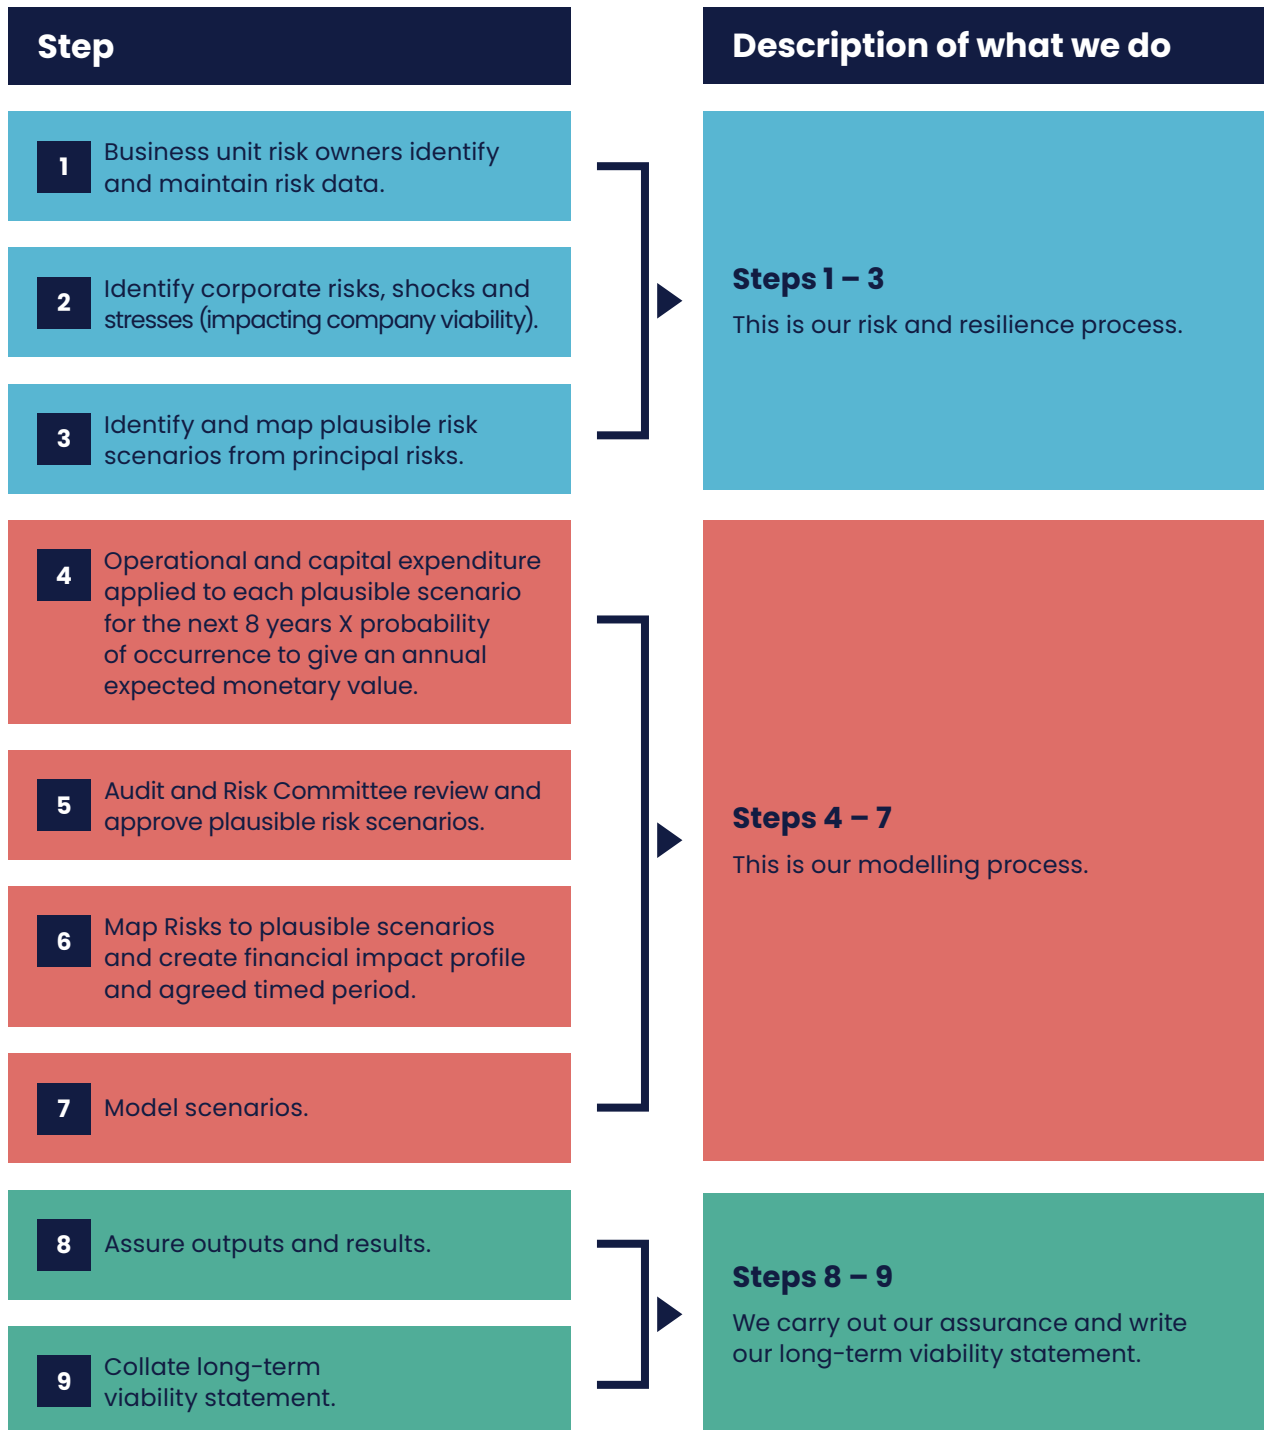 Step
Description of what we do
1
Business unit risk owners identify
and maintain risk data.
2
Identify corporate risks, shocks and
stresses (impacting company viability).
3
Identify and map plausible risk
scenarios from principal risks.
Steps 1 – 3
This is our risk and resilience process.
4
Operational and capital expenditure
applied to each plausible scenario
for the next 8 years X probability
of occurrence to give an annual
expected monetary value.
5
Audit and Risk Committee review and
approve plausible risk scenarios.
6
Map Risks to plausible scenarios
and create financial impact profile
and agreed timed period.
7
Model scenarios.
Steps 4 – 7
This is our modelling process.
8
Assure outputs and results.
9
Collate long-term
viability statement.
Steps 8 – 9
We carry out our assurance and write
our long-term viability statement.